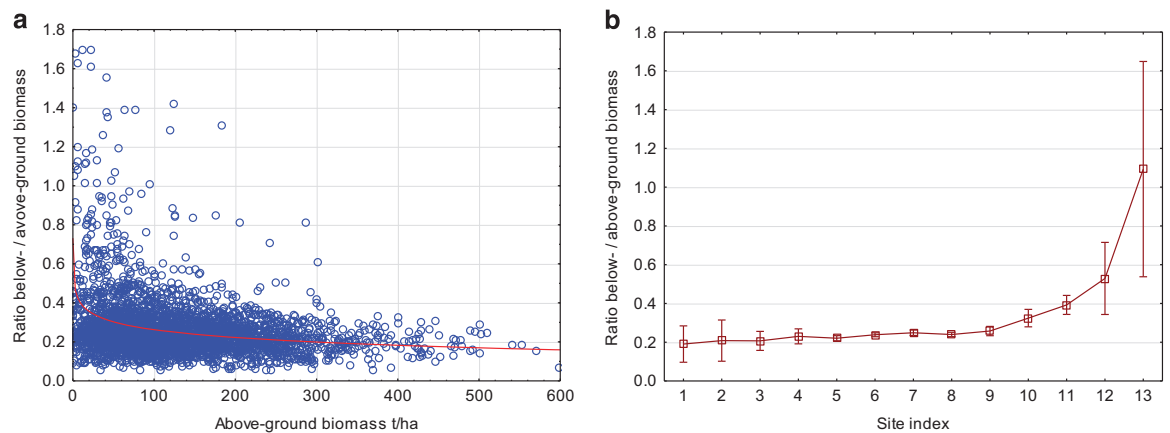 a
1.8
1.6
1.4
1.2
1.0
0.8
0.6
0.4
0.2
0.0
Ratio below- / avove-ground biomass
0 100 200 300 400 500 600
Above-ground biomass t/ha
b
1.8
1.6
1.4
1.2
1.0
0.8
0.6
0.4
0.2
0.0
Ratio below- / above-ground biomass
1 2 3 4 5 6 7 8 9 10 11 12 13
Site index